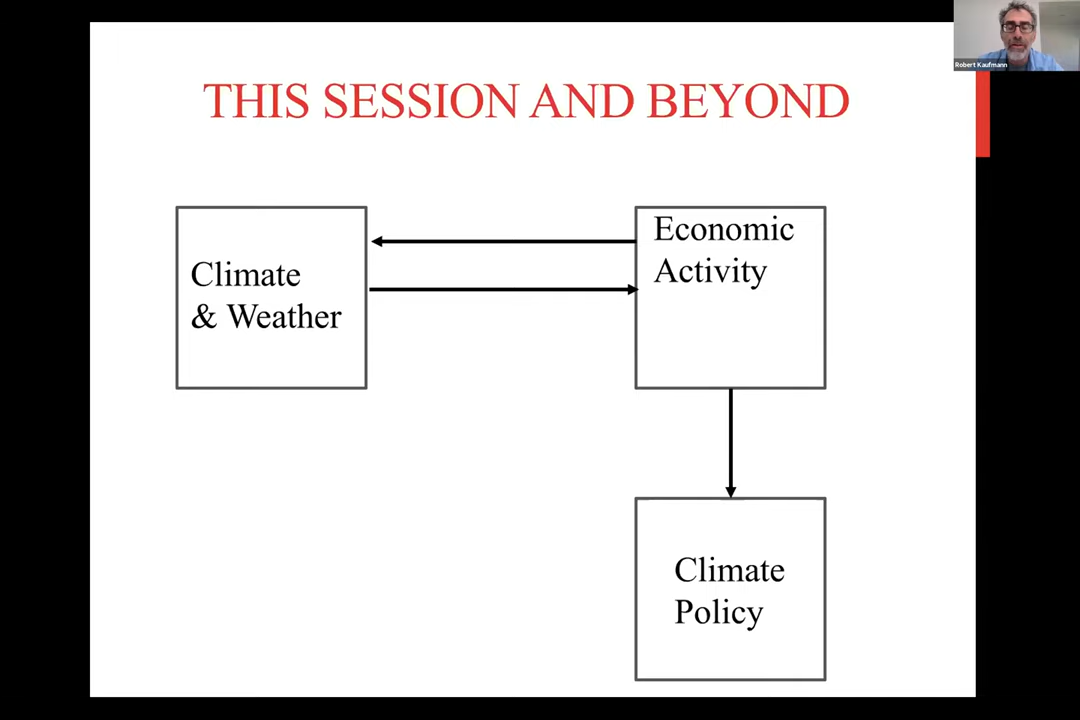 Robert Kaufmann
THIS SESSION AND BEYOND
Climate
& Weather
Economic
Activity
Climate
Policy